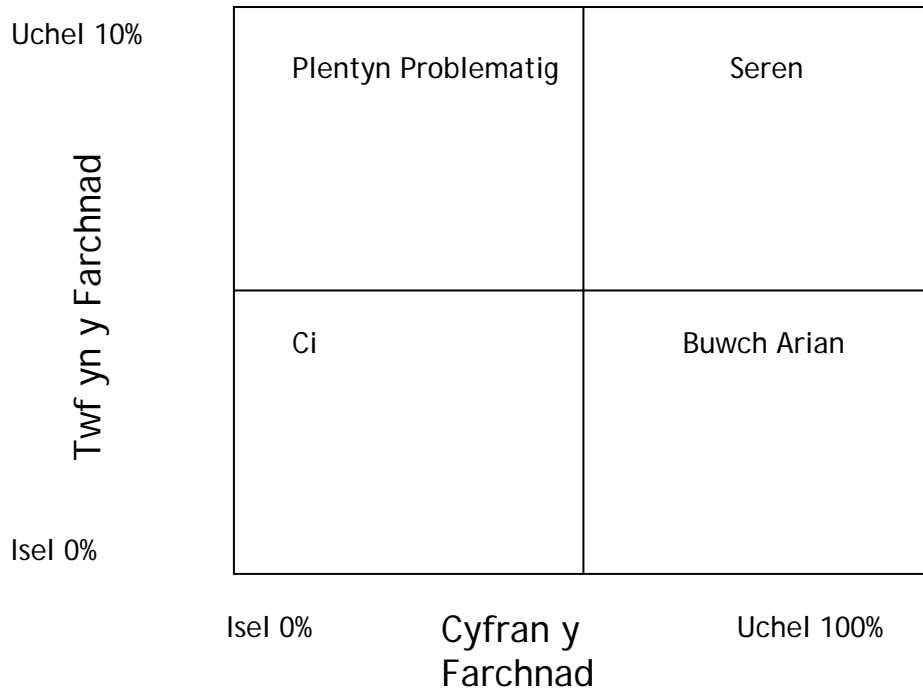 Uchel 10%
Plentyn Problematig
Seren
Twf yn y Farchnad
Ci
Buwch Arian
Isel 0%
Isel 0%
Cyfran y
Farchnad
Uchel 100%